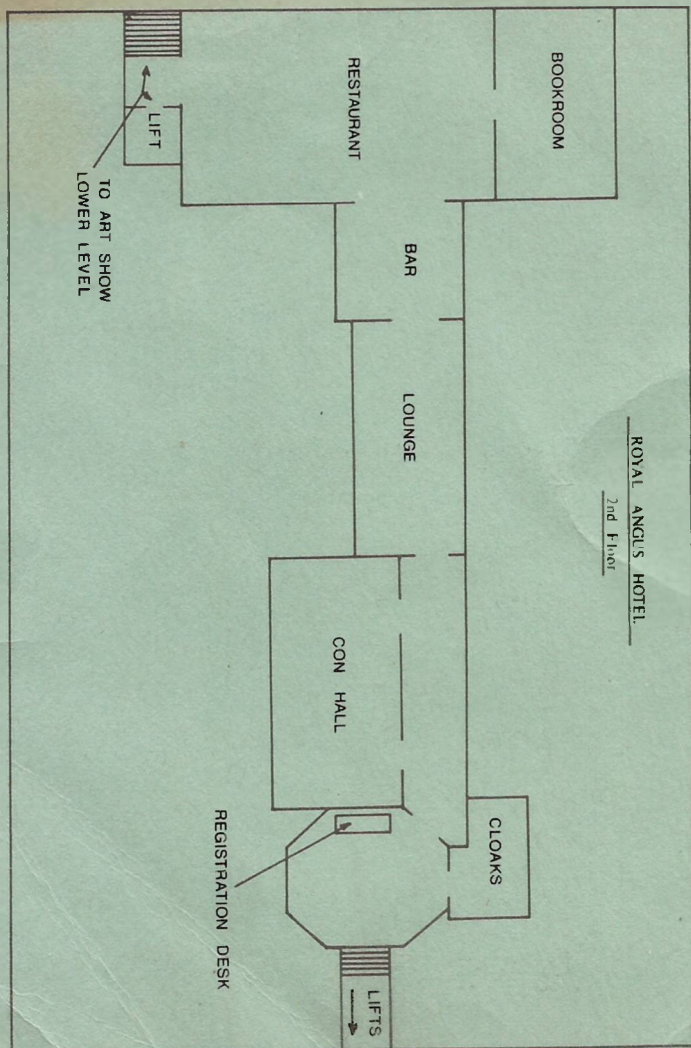 ROYAL ANGUS HOTEL
2nd Floor
BOOKROOM
RESTAURANT
LIFT
TO ART SHOW
LOWER LEVEL
BAR
LOUNGE
CON HALL
CLOAKS
REGISTRATION DESK
LIFTS